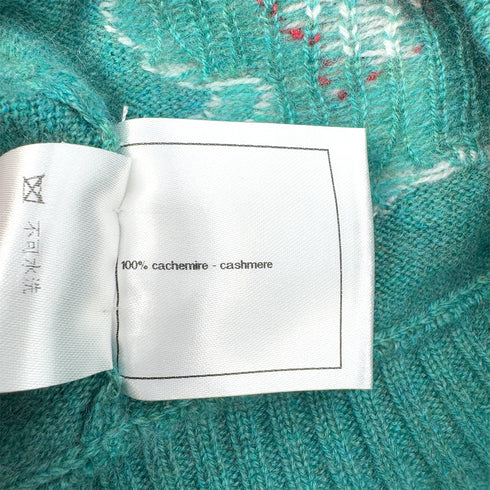 不可水洗
100% cachemire - cashmere